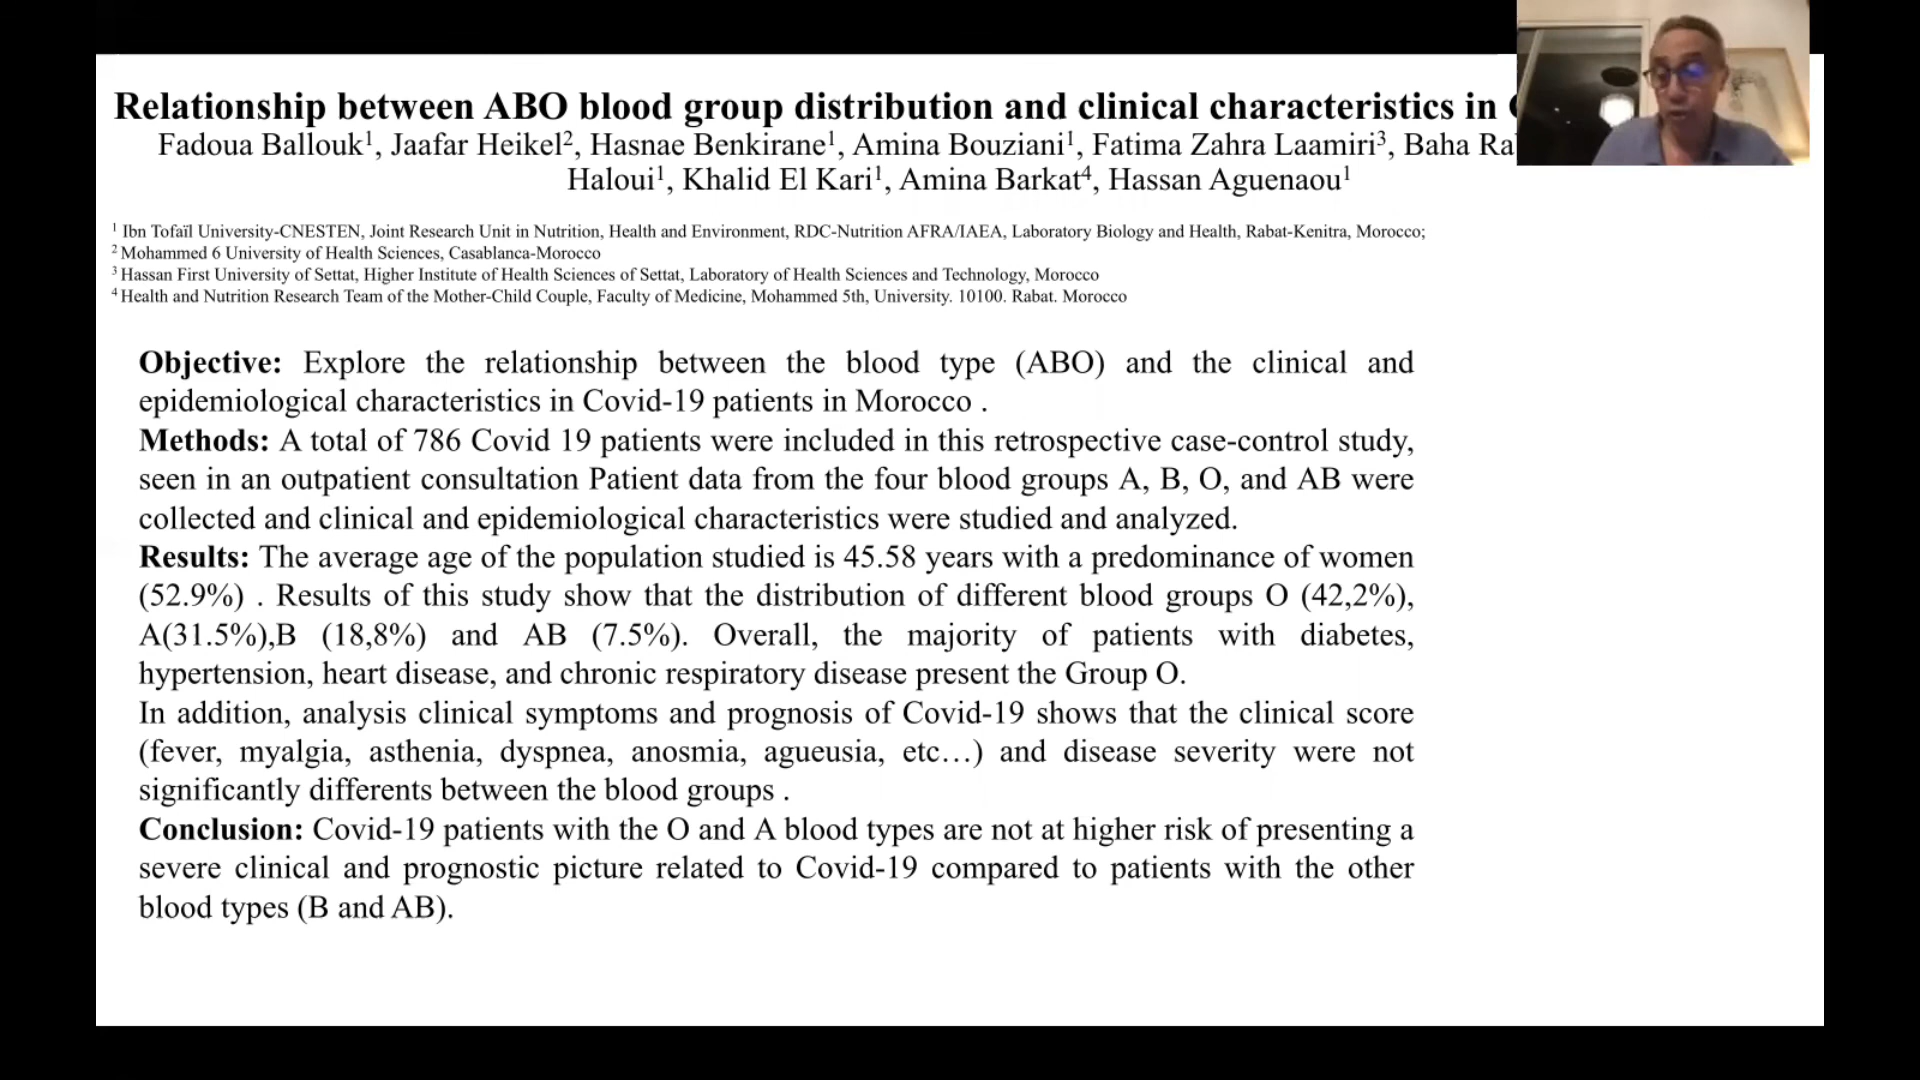 Relationship between ABO blood group distribution and clinical characteristics in
Fadoua Ballouk¹, Jaafar Heikel², Hasnae Benkirane¹, Amina Bouziani¹, Fatima Zahra Laamiri³, Baha
Haloui¹, Khalid El Kari¹, Amina Barkat⁴, Hassan Aguenaou¹
¹ Ibn Tofaïl University-CNESTEN, Joint Research Unit in Nutrition, Health and Environment, RDC-Nutrition AFRA/IAEA, Laboratory Biology and Health, Rabat-Kenitra, Morocco;
² Mohammed 6 University of Health Sciences, Casablanca-Morocco
³ Hassan First University of Settat, Higher Institute of Health Sciences of Settat, Laboratory of Health Sciences and Technology, Morocco
⁴ Health and Nutrition Research Team of the Mother-Child Couple, Faculty of Medicine, Mohammed 5th, University. 10100. Rabat. Morocco
Objective: Explore the relationship between the blood type (ABO) and the clinical and
epidemiological characteristics in Covid-19 patients in Morocco .
Methods: A total of 786 Covid 19 patients were included in this retrospective case-control study,
seen in an outpatient consultation Patient data from the four blood groups A, B, O, and AB were
collected and clinical and epidemiological characteristics were studied and analyzed.
Results: The average age of the population studied is 45.58 years with a predominance of women
(52.9%) . Results of this study show that the distribution of different blood groups O (42,2%),
A(31.5%),B (18,8%) and AB (7.5%). Overall, the majority of patients with diabetes,
hypertension, heart disease, and chronic respiratory disease present the Group O.
In addition, analysis clinical symptoms and prognosis of Covid-19 shows that the clinical score
(fever, myalgia, asthenia, dyspnea, anosmia, agueusia, etc…) and disease severity were not
significantly differents between the blood groups .
Conclusion: Covid-19 patients with the O and A blood types are not at higher risk of presenting a
severe clinical and prognostic picture related to Covid-19 compared to patients with the other
blood types (B and AB).